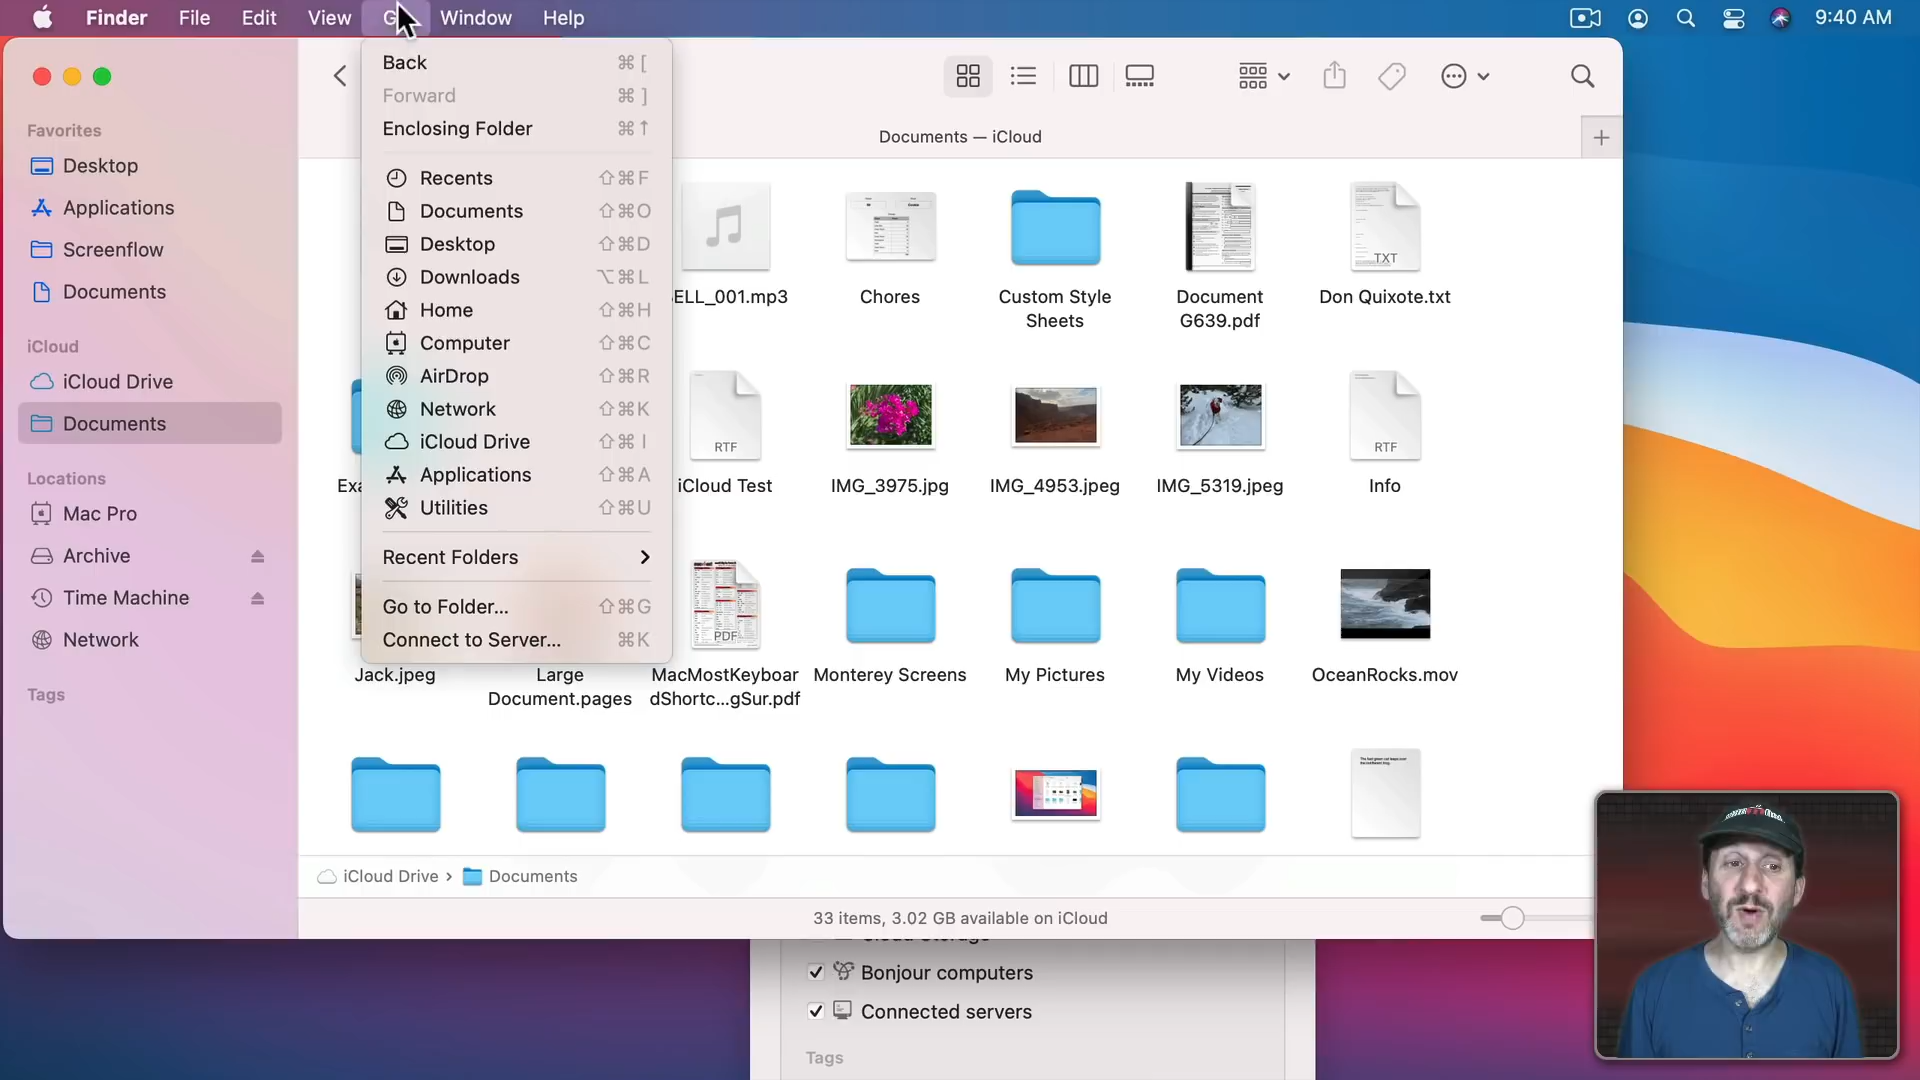 Finder File Edit View G Window Help 9:40 AM
Back ⌘ [
Forward ⌘ ]
Enclosing Folder ⌘↑
Recents ⇧⌘F
Documents ⇧⌘O
Desktop ⇧⌘D
Downloads ⌥⌘L
Home ⇧⌘H
Computer ⇧⌘C
AirDrop ⇧⌘R
Network ⇧⌘K
iCloud Drive ⇧⌘I
Applications ⇧⌘A
Utilities ⇧⌘U
Recent Folders
Go to Folder... ⇧⌘G
Connect to Server... ⌘K
Favorites
Desktop
Applications
Screenflow
Documents
iCloud
iCloud Drive
Documents
Locations
Mac Pro
Archive
Time Machine
Network
Tags
Documents — iCloud
TXT
ELL_001.mp3
Chores
Custom Style
Sheets
Document
G639.pdf
Don Quixote.txt
RTF
RTF
Exa
iCloud Test
IMG_3975.jpg
IMG_4953.jpeg
IMG_5319.jpeg
Info
PDF
Jack.jpeg
Large
Document.pages
MacMostKeyboar
dShortc...gSur.pdf
Monterey Screens
My Pictures
My Videos
OceanRocks.mov
iCloud Drive › Documents
33 items, 3.02 GB available on iCloud
Bonjour computers
Connected servers
Tags